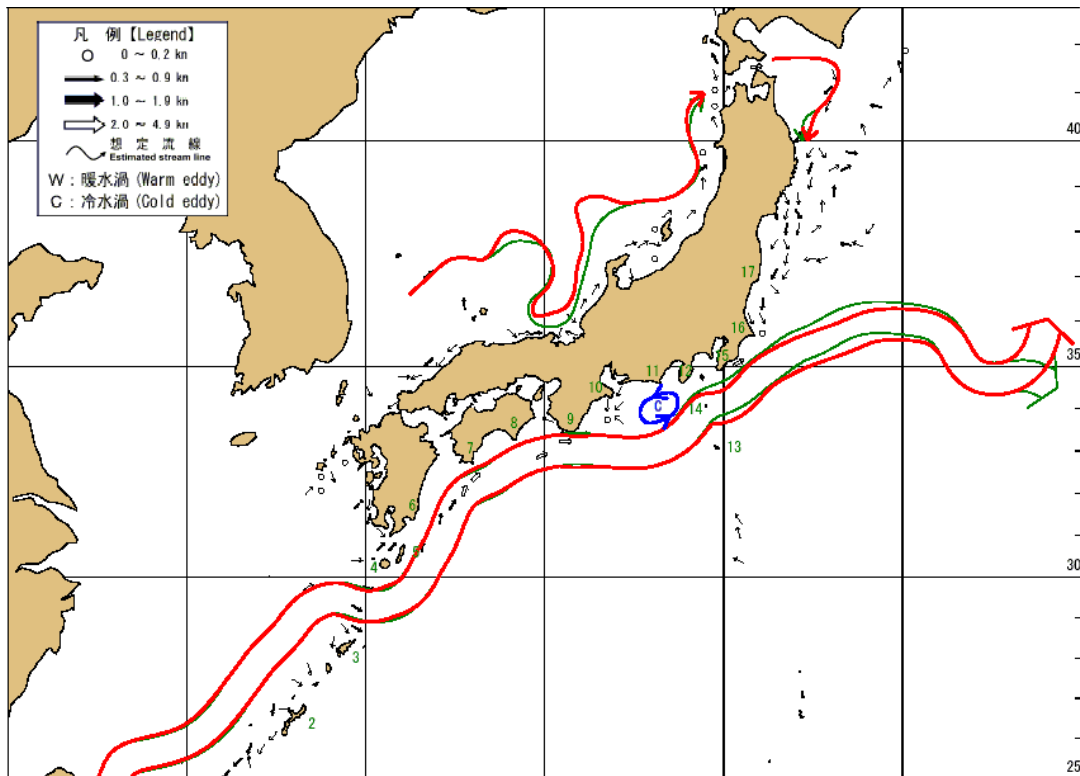 凡 例【Legend】
0 ～ 0.2 kn
0.3 ～ 0.9 kn
1.0 ～ 1.9 kn
2.0 ～ 4.9 kn
想 定 流 線
Estimated stream line
W : 暖水渦 (Warm eddy)
C : 冷水渦 (Cold eddy)
40
17
16
35
15
12
11
10
14
C
9
8
13
7
6
5
4
30
3
2
25